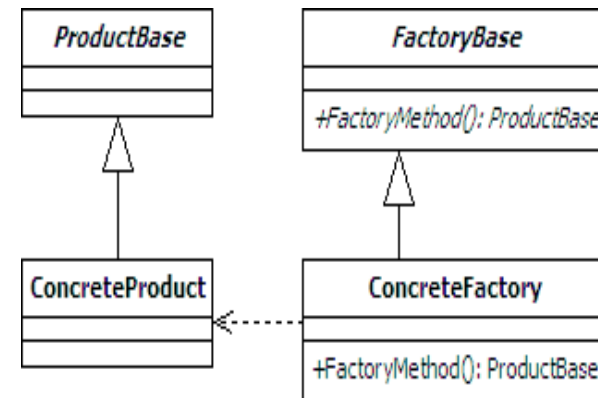 ProductBase
FactoryBase
+FactoryMethod(): ProductBase
ConcreteProduct
ConcreteFactory
+FactoryMethod(): ProductBase